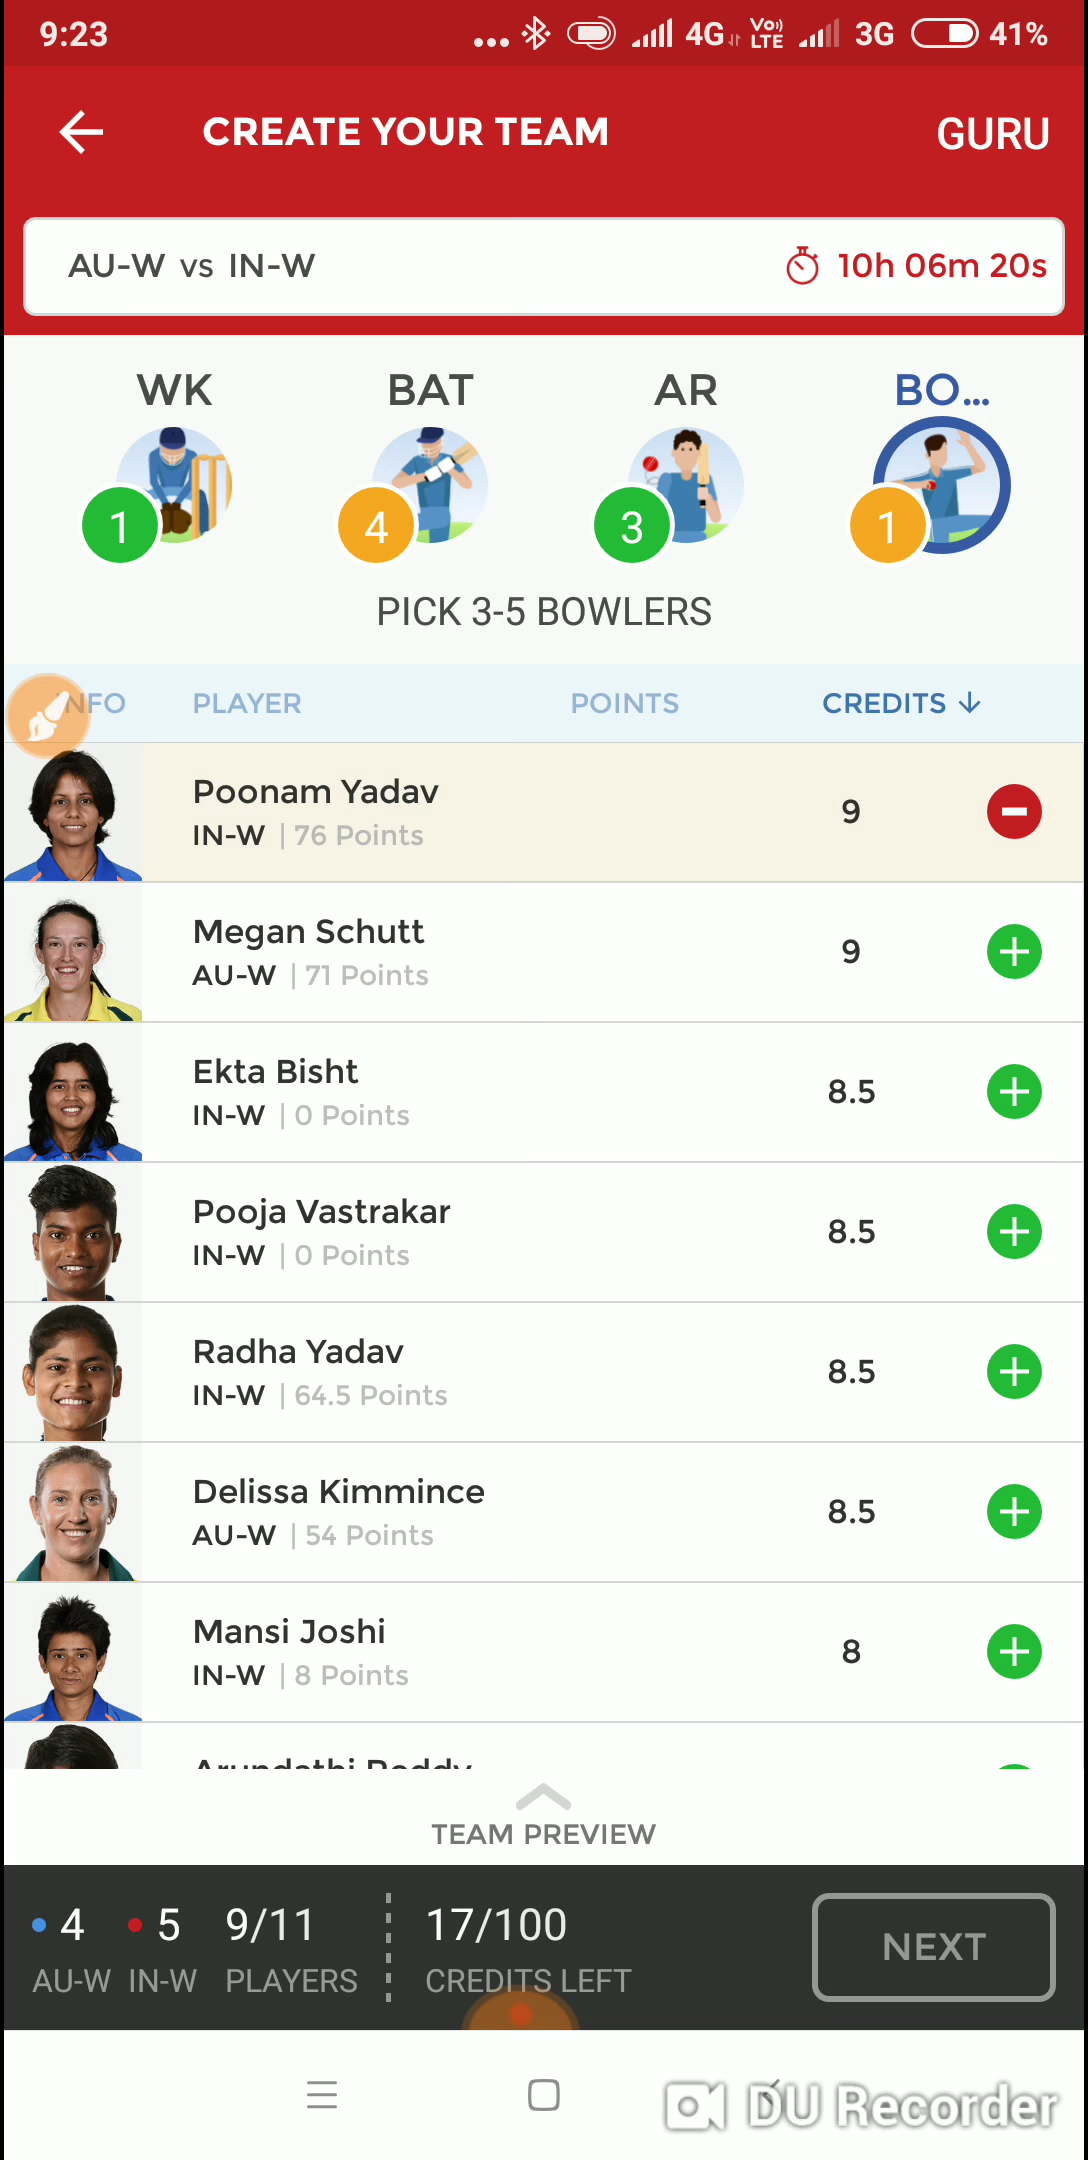 9:23 4G VoLTE 3G 41%
CREATE YOUR TEAM GURU
AU-W vs IN-W 10h 06m 20s
WK BAT AR BO...
1 4 3 1
PICK 3-5 BOWLERS
NFO PLAYER POINTS CREDITS ↓
Poonam Yadav
IN-W | 76 Points 9
Megan Schutt
AU-W | 71 Points 9
Ekta Bisht
IN-W | 0 Points 8.5
Pooja Vastrakar
IN-W | 0 Points 8.5
Radha Yadav
IN-W | 64.5 Points 8.5
Delissa Kimmince
AU-W | 54 Points 8.5
Mansi Joshi
IN-W | 8 Points 8
Arundathi Reddy
TEAM PREVIEW
4 5 9/11 17/100 NEXT
AU-W IN-W PLAYERS CREDITS LEFT
DU Recorder